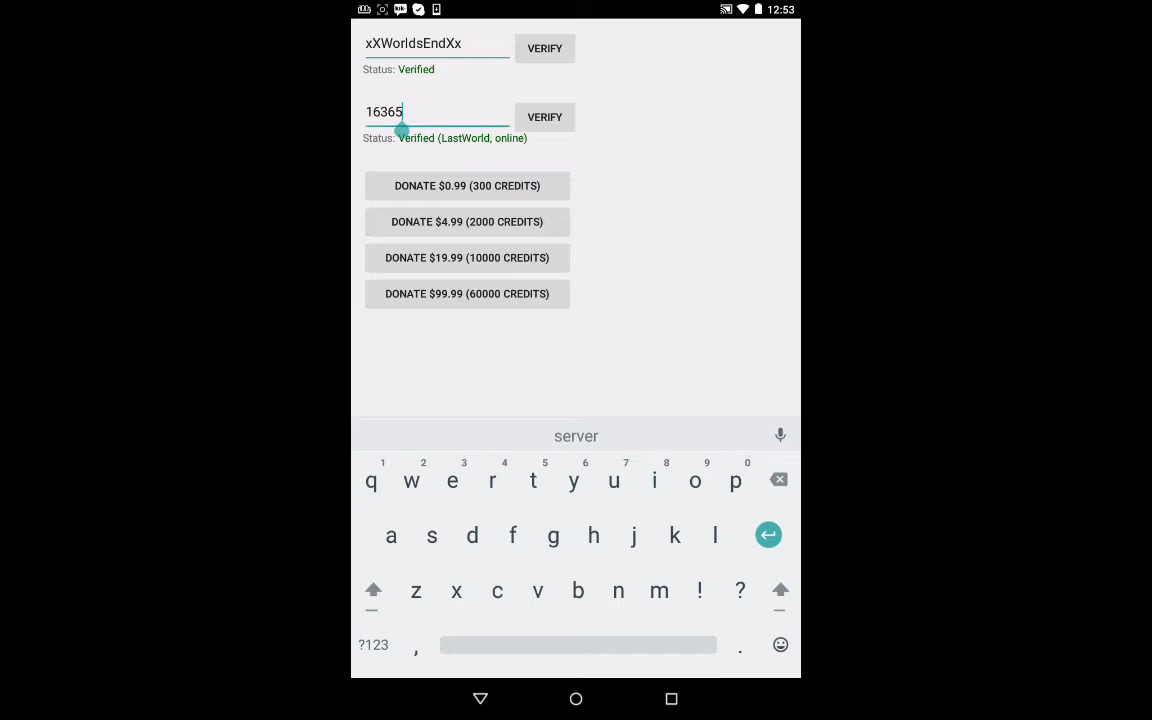 12:53
xXWorldsEndXx VERIFY
Status: Verified
16365 VERIFY
Status: Verified (LastWorld, online)
DONATE $0.99 (300 CREDITS)
DONATE $4.99 (2000 CREDITS)
DONATE $19.99 (10000 CREDITS)
DONATE $99.99 (60000 CREDITS)
server
1 2 3 4 5 6 7 8 9 0
q w e r t y u i o p
a s d f g h j k l
z x c v b n m ! ?
?123 , .